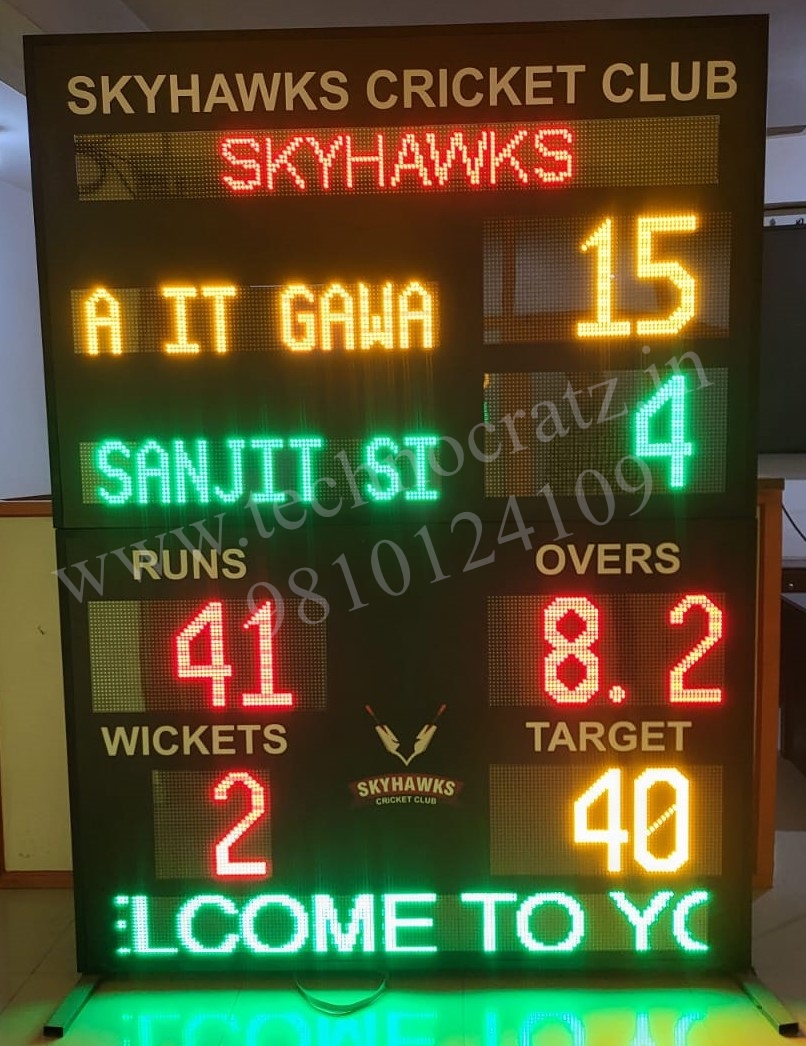 SKYHAWKS CRICKET CLUB
SKYHAWKS
A IT GAWA 15
SANJIT SI 4
www.technocratz.in
9810124109
RUNS OVERS
41 8.2
WICKETS TARGET
2 40
SKYHAWKS
CRICKET CLUB
ELCOME TO YO